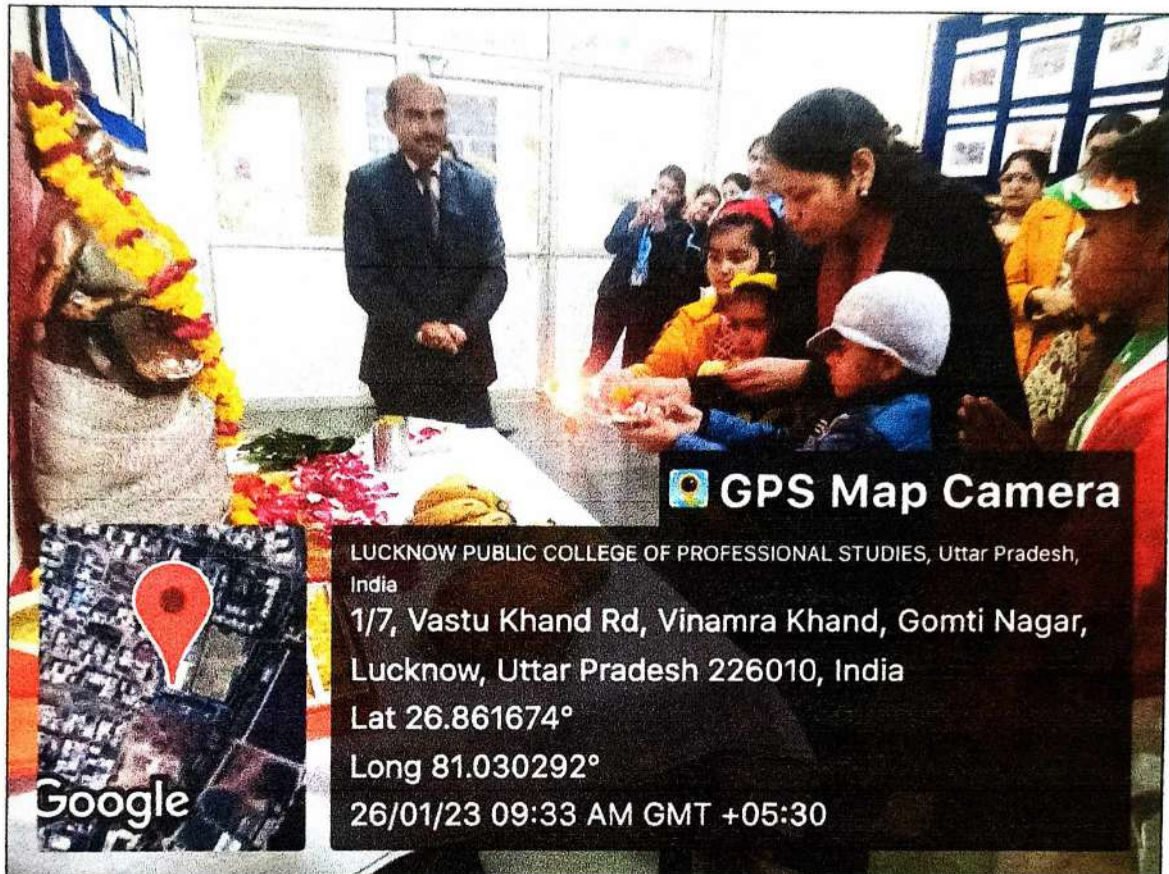 GPS Map Camera
LUCKNOW PUBLIC COLLEGE OF PROFESSIONAL STUDIES, Uttar Pradesh,
India
1/7, Vastu Khand Rd, Vinamra Khand, Gomti Nagar,
Lucknow, Uttar Pradesh 226010, India
Lat 26.861674°
Long 81.030292°
26/01/23 09:33 AM GMT +05:30
Google